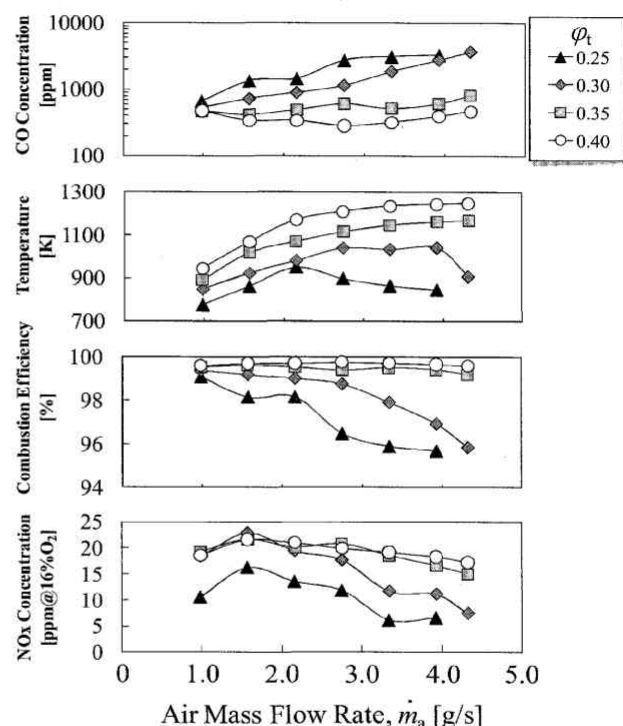 CO Concentration
[ppm]
10000
1000
100
φt
0.25
0.30
0.35
0.40
Temperature
[K]
1300
1100
900
700
Combustion Efficiency
[%]
100
98
96
94
NOx Concentration
[ppm@16%O2]
25
20
15
10
5
0
0 1.0 2.0 3.0 4.0 5.0
Air Mass Flow Rate, ṁa [g/s]